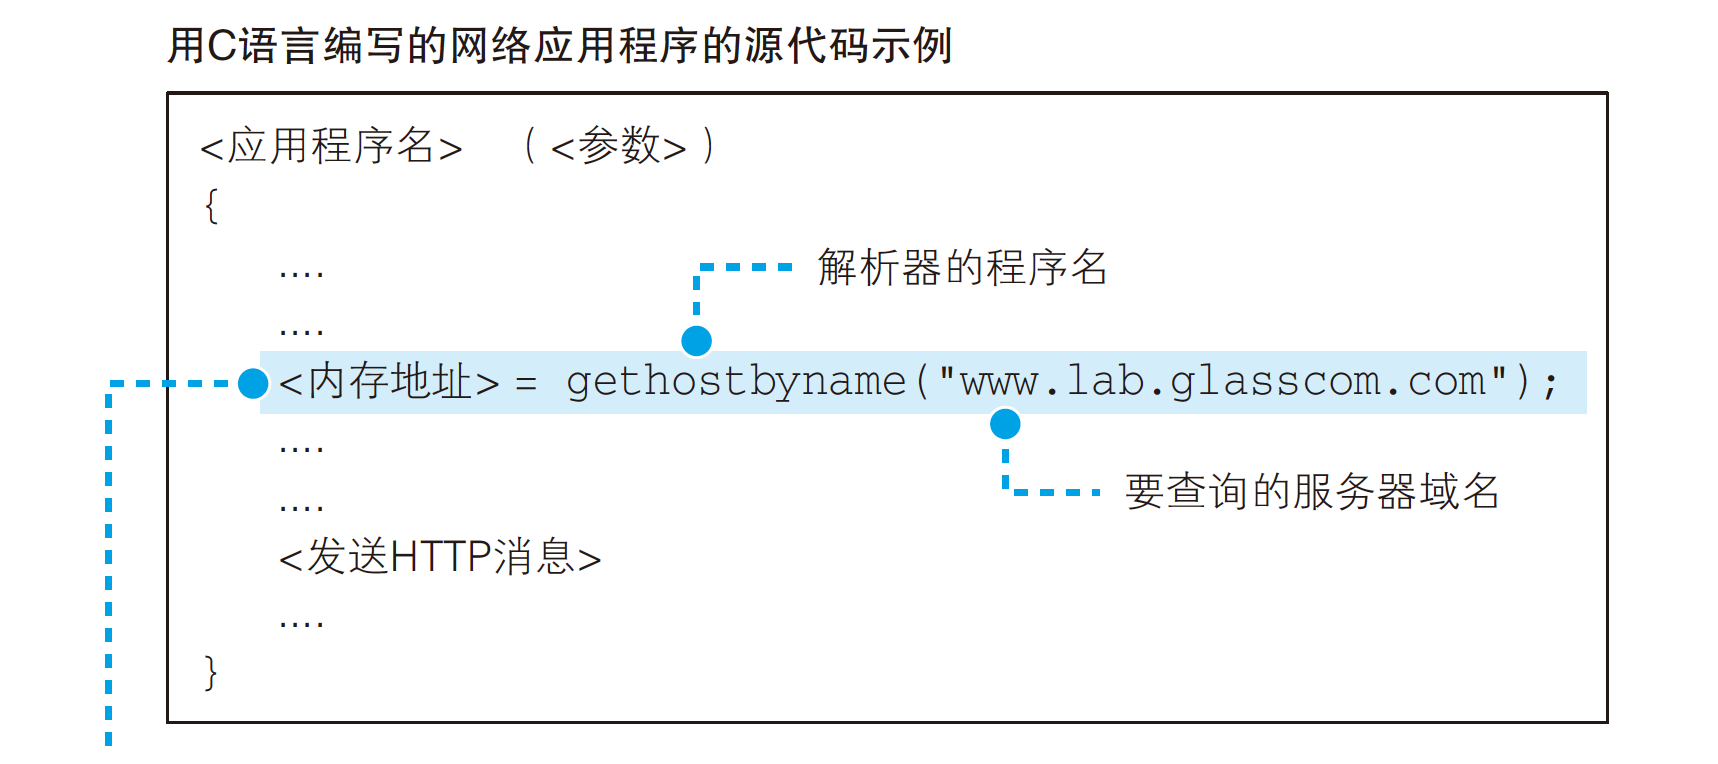 用C语言编写的网络应用程序的源代码示例
<应用程序名> （<参数>）
{
....
解析器的程序名
....
<内存地址> = gethostbyname("www.lab.glasscom.com");
....
要查询的服务器域名
....
<发送HTTP消息>
....
}